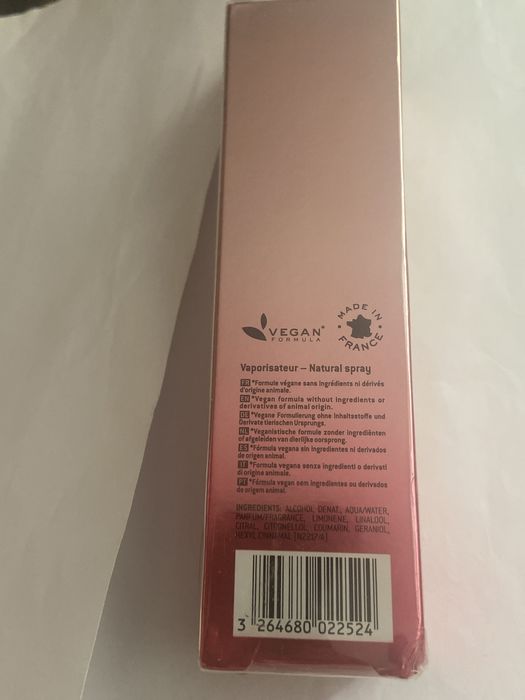 VEGAN*
FORMULA
MADE IN
FRANCE
Vaporisateur – Natural spray
FR *Formule végane sans ingrédients ni dérivés
d'origine animale.
EN *Vegan formula without ingredients or
derivatives of animal origin.
DE *Vegane Formulierung ohne Inhaltsstoffe und
Derivate tierischen Ursprungs.
NL *Veganistische formule zonder ingrediënten
of afgeleiden van dierlijke oorsprong.
ES *Fórmula vegana sin ingredientes ni derivados
de origen animal.
IT *Formula vegana senza ingredienti o derivati
di origine animale.
PT *Fórmula vegan sem ingredientes ou derivados
de origem animal.
INGREDIENTS: ALCOHOL DENAT., AQUA/WATER,
PARFUM/FRAGRANCE, LIMONENE, LINALOOL,
CITRAL, CITRONELLOL, COUMARIN, GERANIOL,
HEXYL CINNAMAL [N2217/A]
3 264680 022524